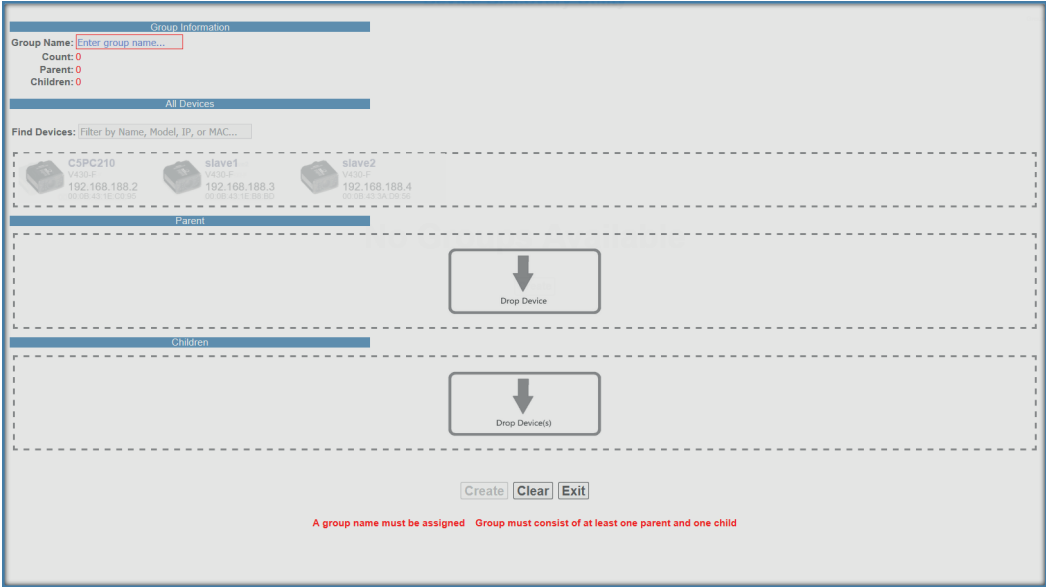 Group Information
Group Name: Enter group name...
Count: 0
Parent: 0
Children: 0
All Devices
Find Devices: Filter by Name, Model, IP, or MAC...
C5PC210 slave1 slave2
V430-F V430-F V430-F
192.168.188.2 192.168.188.3 192.168.188.4
Parent
Drop Device
Children
Drop Device(s)
Create Clear Exit
A group name must be assigned Group must consist of at least one parent and one child